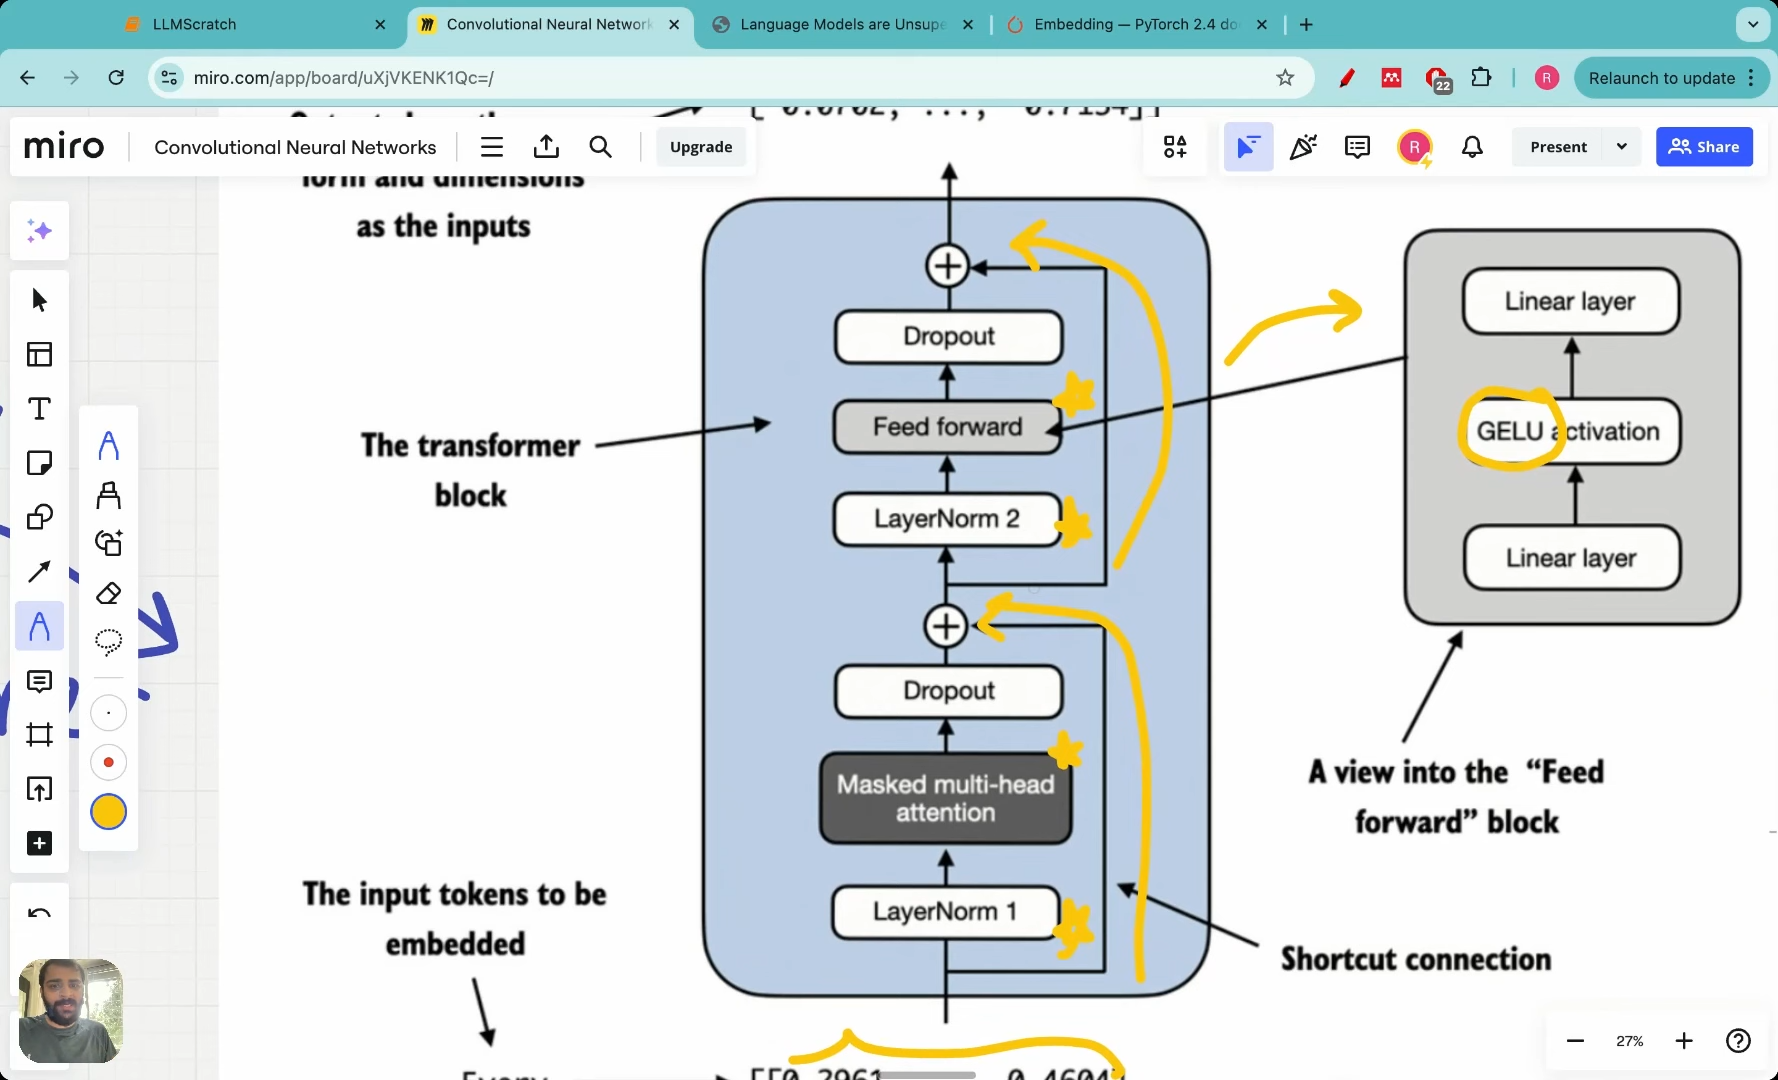 LLMScratch
Convolutional Neural Network
Language Models are Unsupe
Embedding — PyTorch 2.4 do
miro.com/app/board/uXjVKENK1Qc=/
22
R
Relaunch to update
miro
Convolutional Neural Networks
Upgrade
R
Present
Share
form and dimensions
as the inputs
Dropout
Feed forward
LayerNorm 2
Dropout
Masked multi-head
attention
LayerNorm 1
The transformer
block
Linear layer
GELU activation
Linear layer
A view into the “Feed
forward” block
The input tokens to be
embedded
Shortcut connection
Every
27%